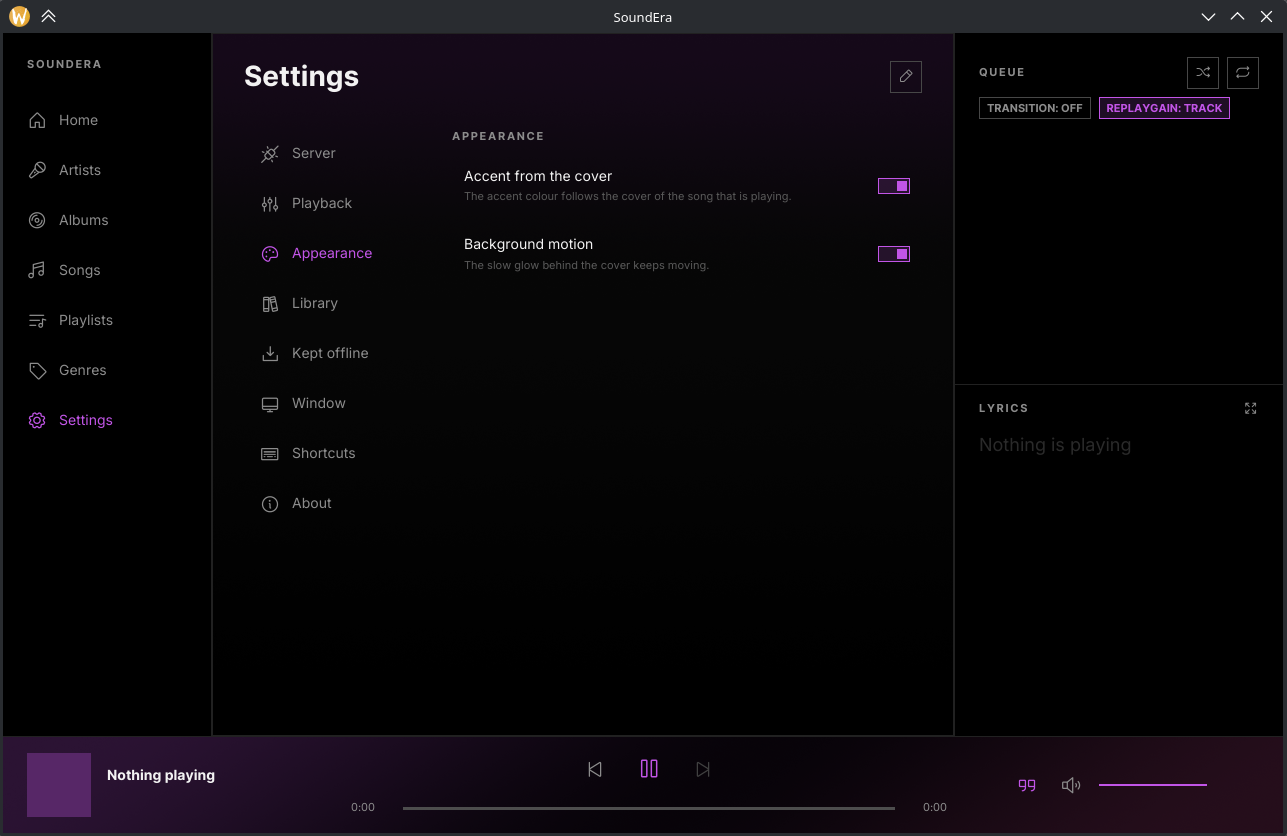 SoundEra
SOUNDERA
Home
Artists
Albums
Songs
Playlists
Genres
Settings
Settings
Server
Playback
Appearance
Library
Kept offline
Window
Shortcuts
About
APPEARANCE
Accent from the cover
The accent colour follows the cover of the song that is playing.
Background motion
The slow glow behind the cover keeps moving.
QUEUE
TRANSITION: OFF
REPLAYGAIN: TRACK
LYRICS
Nothing is playing
Nothing playing
0:00
0:00